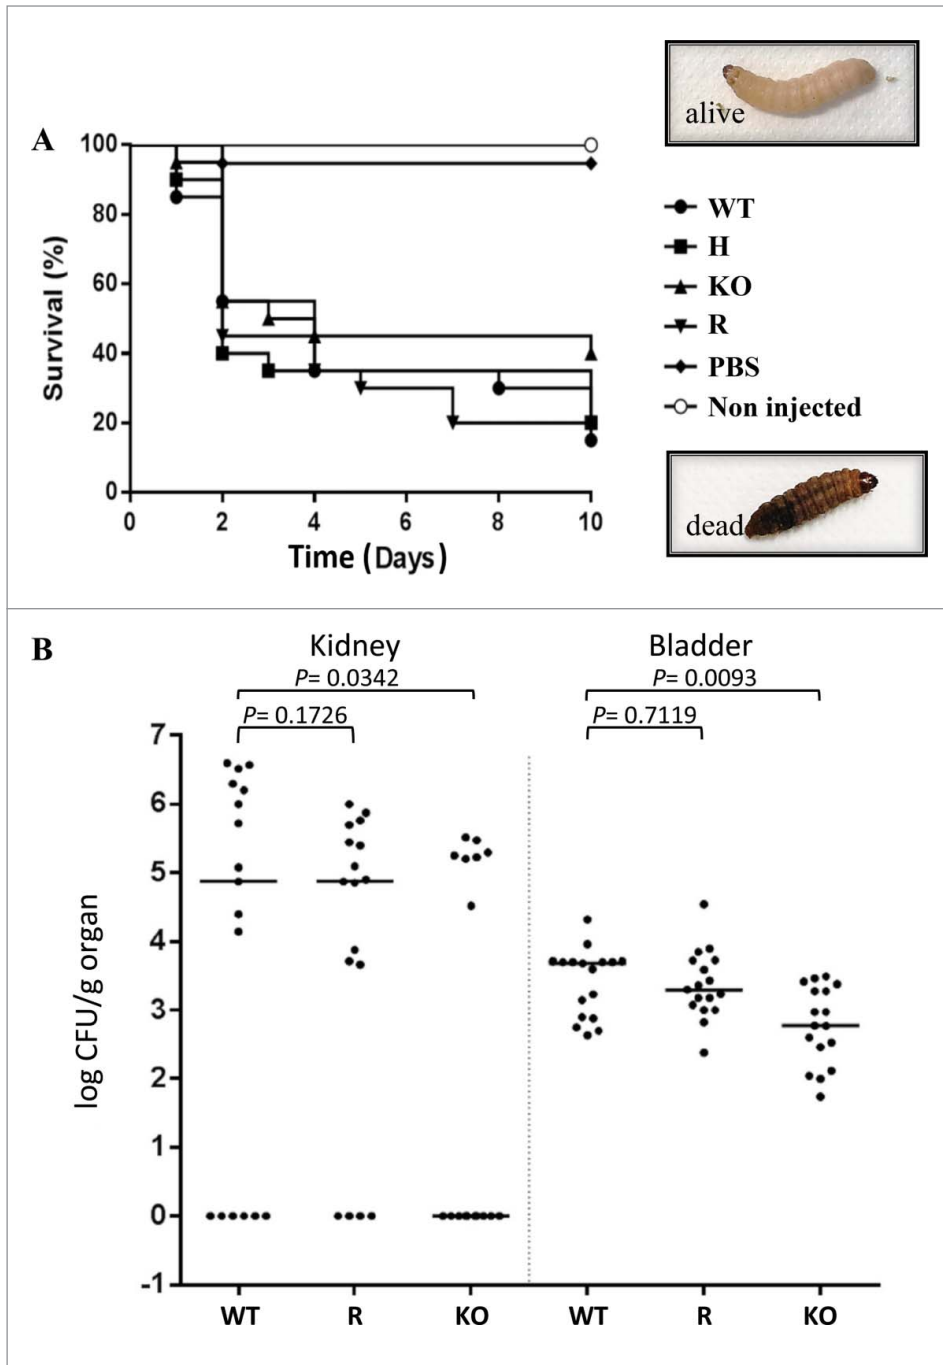 A
alive
100
80
60
40
20
0
Survival (%)
0 2 4 6 8 10
Time (Days)
WT
H
KO
R
PBS
Non injected
dead
B
Kidney Bladder
P= 0.0342 P= 0.0093
P= 0.1726 P= 0.7119
7
6
5
4
3
2
1
0
-1
log CFU/g organ
WT R KO WT R KO